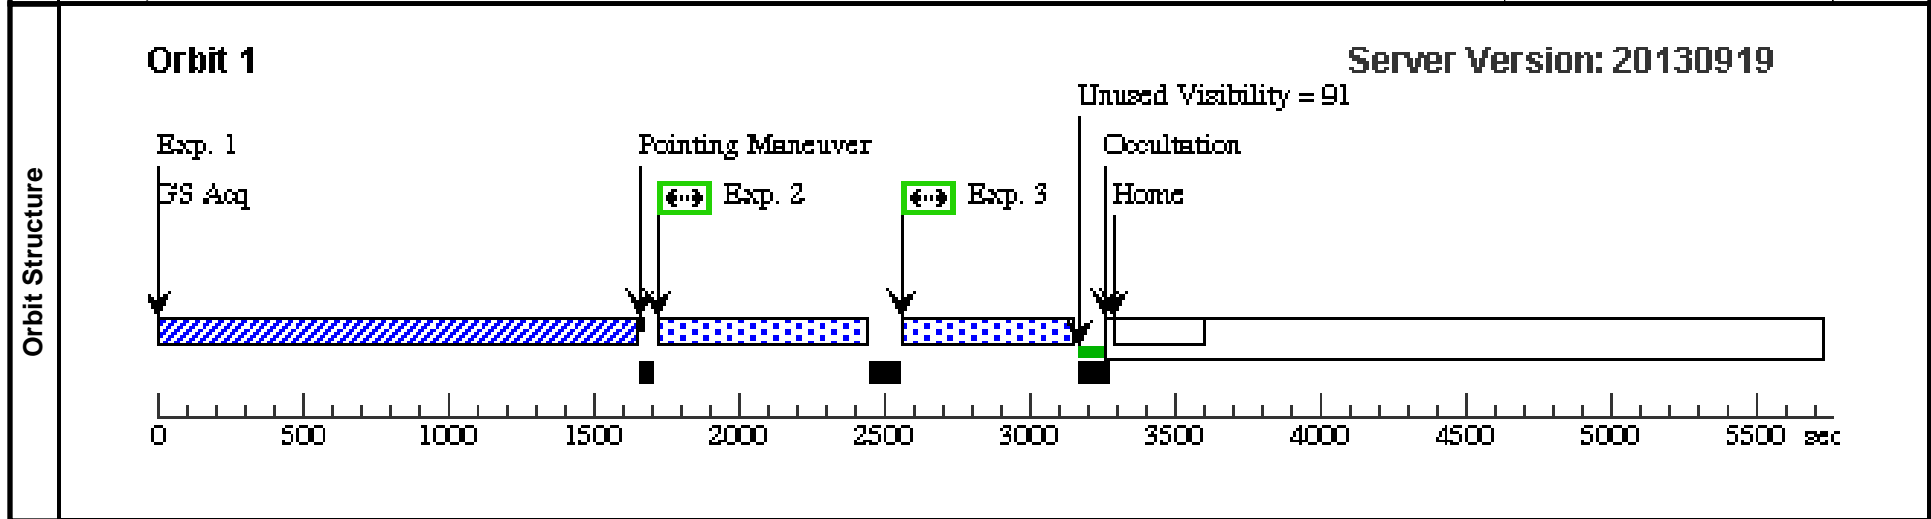 Orbit Structure
Orbit 1
Server Version: 20130919
Unused Visibility = 91
Exp. 1
Pointing Maneuver
Occultation
GS Acq
Exp. 2
Exp. 3
Home
0 500 1000 1500 2000 2500 3000 3500 4000 4500 5000 5500 sec